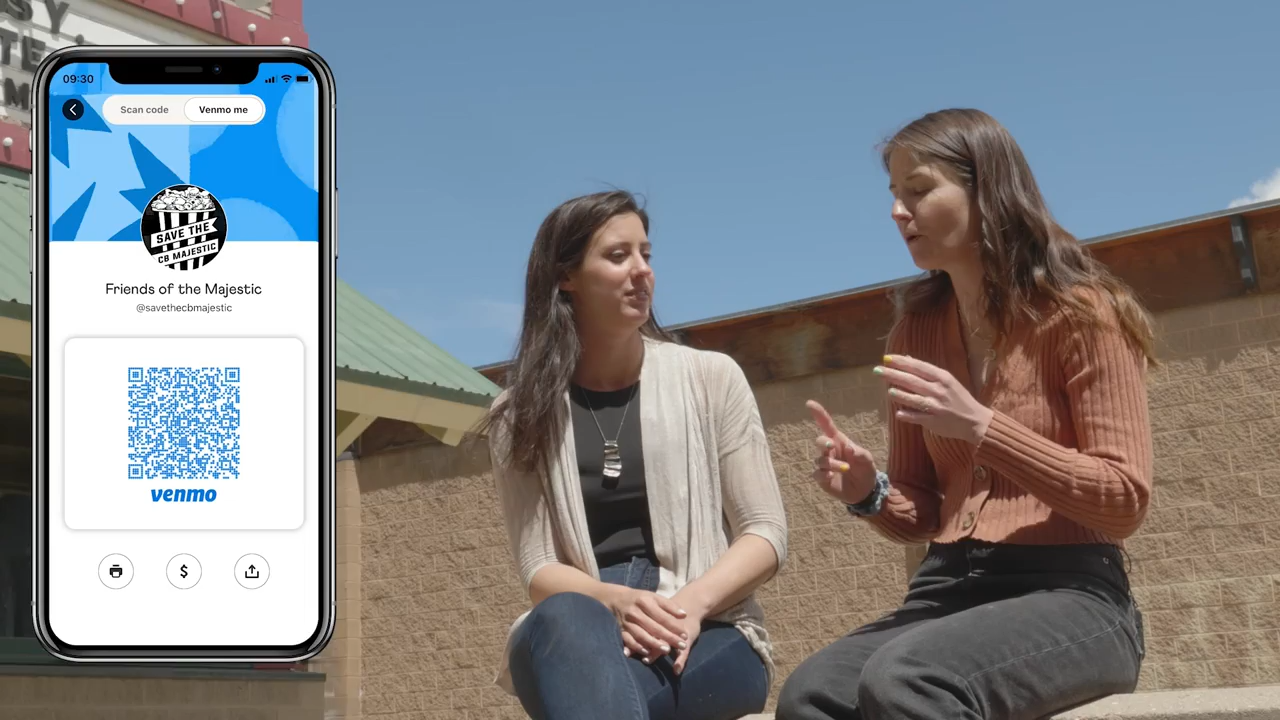 09:30
Scan code
Venmo me
SAVE THE
CB MAJESTIC
Friends of the Majestic
@savethecbmajestic
venmo
$